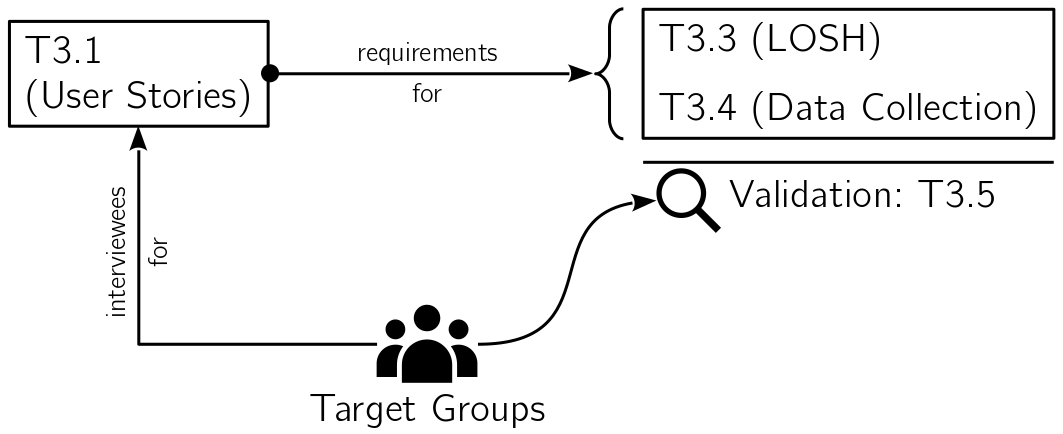 T3.1
(User Stories)
requirements
for
T3.3 (LOSH)
T3.4 (Data Collection)
Validation: T3.5
interviewees
for
Target Groups